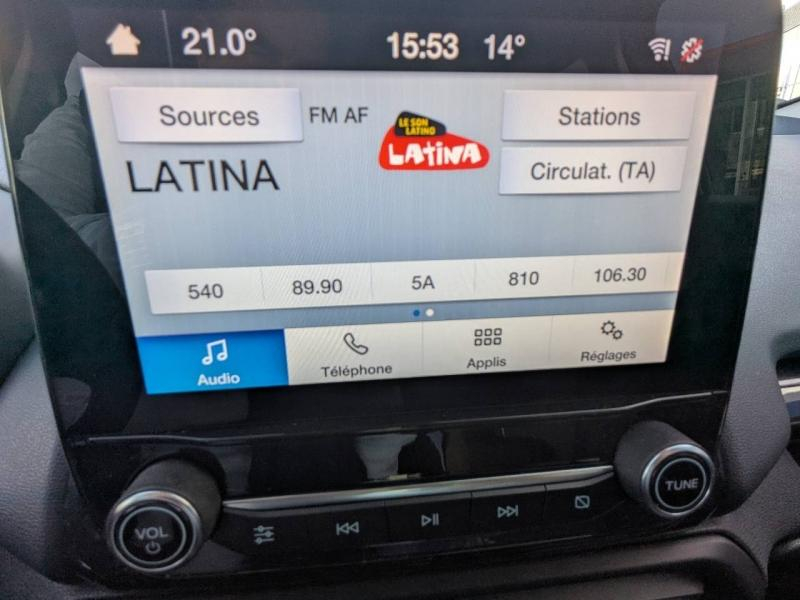 21.0° 15:53 14°
Sources FM AF LE SON LATINO LATINA Stations
LATINA Circulat. (TA)
540 89.90 5A 810 106.30
Audio Téléphone Applis Réglages
VOL TUNE